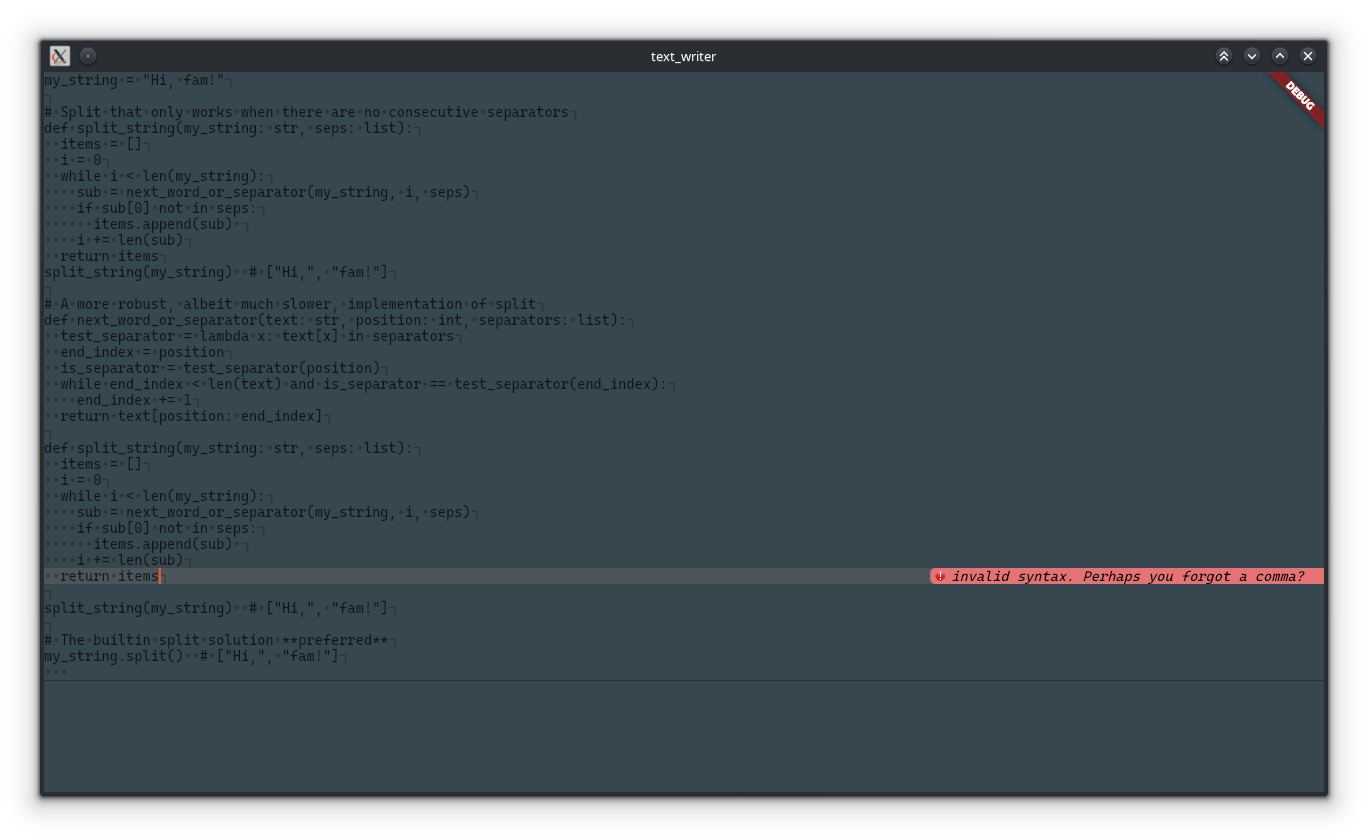 text_writer
DEBUG
my_string = "Hi, fam!"

# Split that only works when there are no consecutive separators
def split_string(my_string: str, seps: list):
  items = []
  i = 0
  while i < len(my_string):
    sub = next_word_or_separator(my_string, i, seps)
    if sub[0] not in seps:
      items.append(sub) 
    i += len(sub)
  return items
split_string(my_string)  # ["Hi,", "fam!"]

# A more robust, albeit much slower, implementation of split
def next_word_or_separator(text: str, position: int, separators: list):
  test_separator = lambda x: text[x] in separators
  end_index = position
  is_separator = test_separator(position)
  while end_index < len(text) and is_separator == test_separator(end_index):
    end_index += 1
  return text[position: end_index]

def split_string(my_string: str, seps: list):
  items = []
  i = 0
  while i < len(my_string):
    sub = next_word_or_separator(my_string, i, seps)
    if sub[0] not in seps:
      items.append(sub) 
    i += len(sub)
  return items
invalid syntax. Perhaps you forgot a comma?

split_string(my_string)  # ["Hi,", "fam!"]

# The builtin split solution **preferred**
my_string.split()  # ["Hi,", "fam!"]